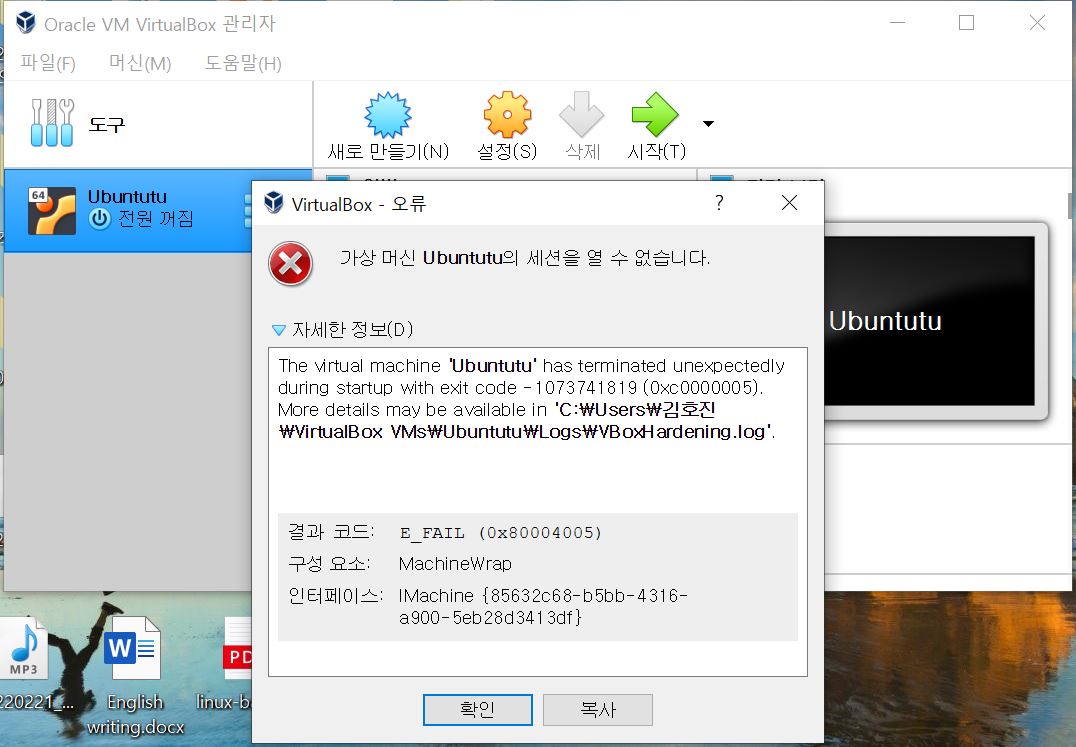 Oracle VM VirtualBox 관리자
파일(F) 머신(M) 도움말(H)
도구
새로 만들기(N) 설정(S) 삭제 시작(T)
64
Ubuntutu
전원 꺼짐
VirtualBox - 오류
?
가상 머신 Ubuntutu의 세션을 열 수 없습니다.
자세한 정보(D)
The virtual machine 'Ubuntutu' has terminated unexpectedly
during startup with exit code -1073741819 (0xc0000005).
More details may be available in 'C:₩Users₩김호진
₩VirtualBox VMs₩Ubuntutu₩Logs₩VBoxHardening.log'.
결과 코드: E_FAIL (0x80004005)
구성 요소: MachineWrap
인터페이스: IMachine {85632c68-b5bb-4316-
a900-5eb28d3413df}
확인 복사
Ubuntutu
MP3
W
PD
220221_...
English
writing.docx
linux-b